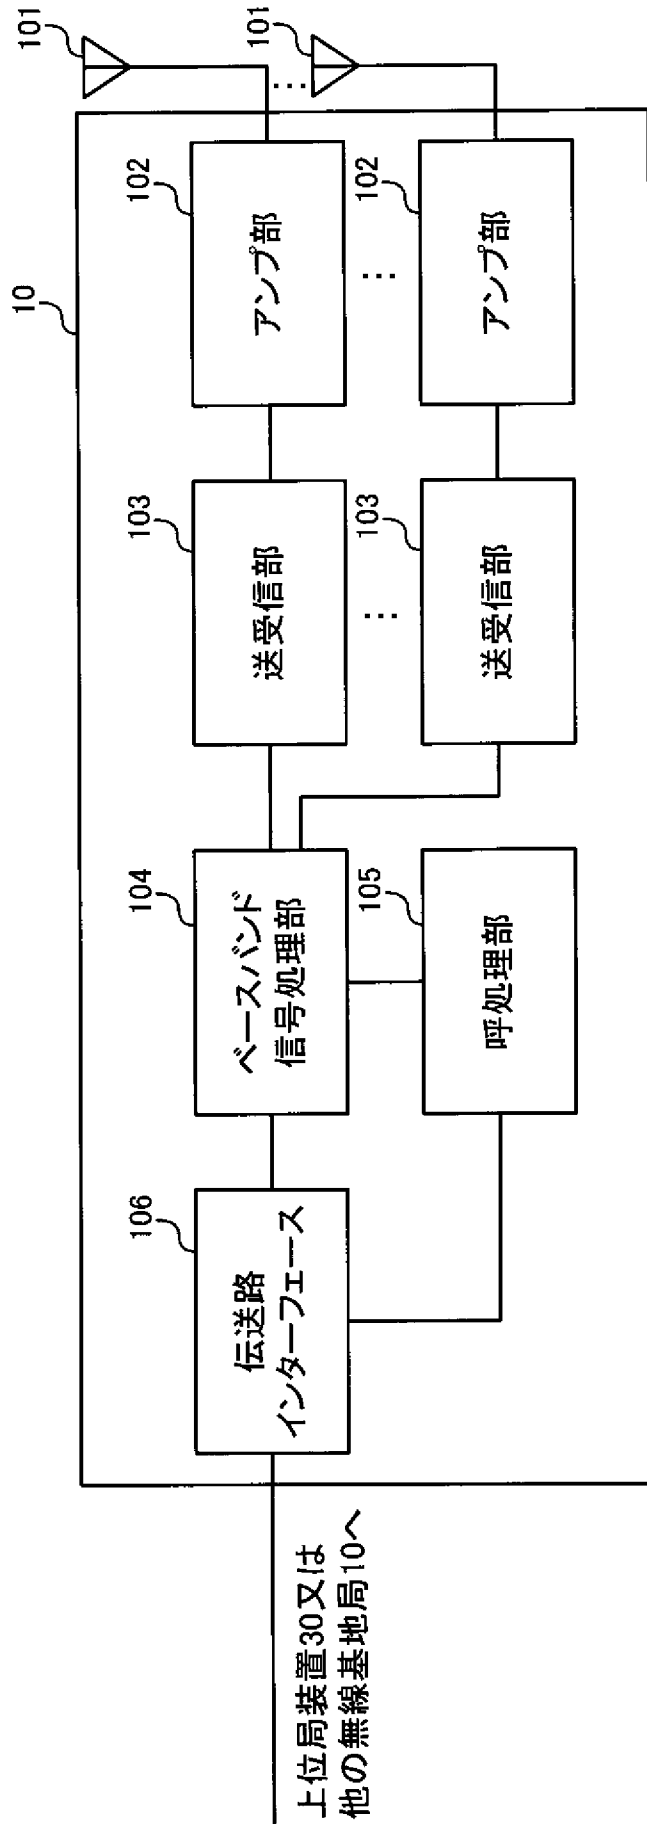 10
101
101
102
アンプ部
102
アンプ部
…
103
送受信部
103
送受信部
…
104
ベースバンド
信号処理部
105
呼処理部
106
伝送路
インターフェース
上位局装置30又は
他の無線基地局10へ